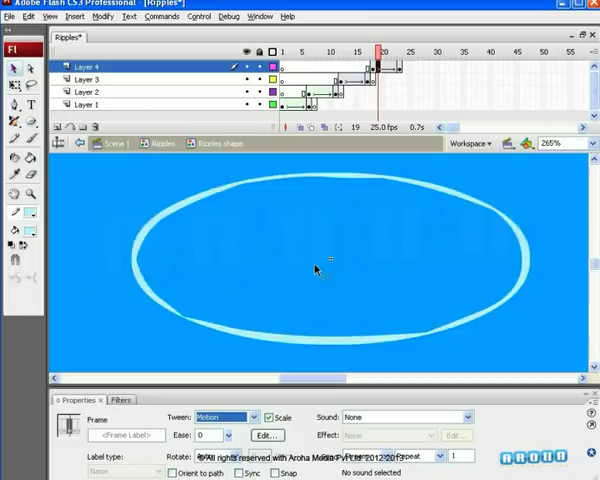 Adobe Flash CS3 Professional - [Ripples*]
File Edit View Insert Modify Text Commands Control Debug Window Help
Ripples*
1 5 10 15 20 25 30 35 40 45 50 55
Layer 4
Layer 3
Layer 2
Layer 1
19 25.0 fps 0.7s
Scene 1 Ripples Ripples shape Workspace 265%
Properties Filters
Frame Tween: Motion Scale Sound: None
<Frame Label> Ease: 0 Edit... Effect: Edit...
Label type: Rotate: Repeat 1
© All rights reserved with Aroha Media Pvt Ltd 2012-2013
Name Orient to path Sync Snap No sound selected
AROHA